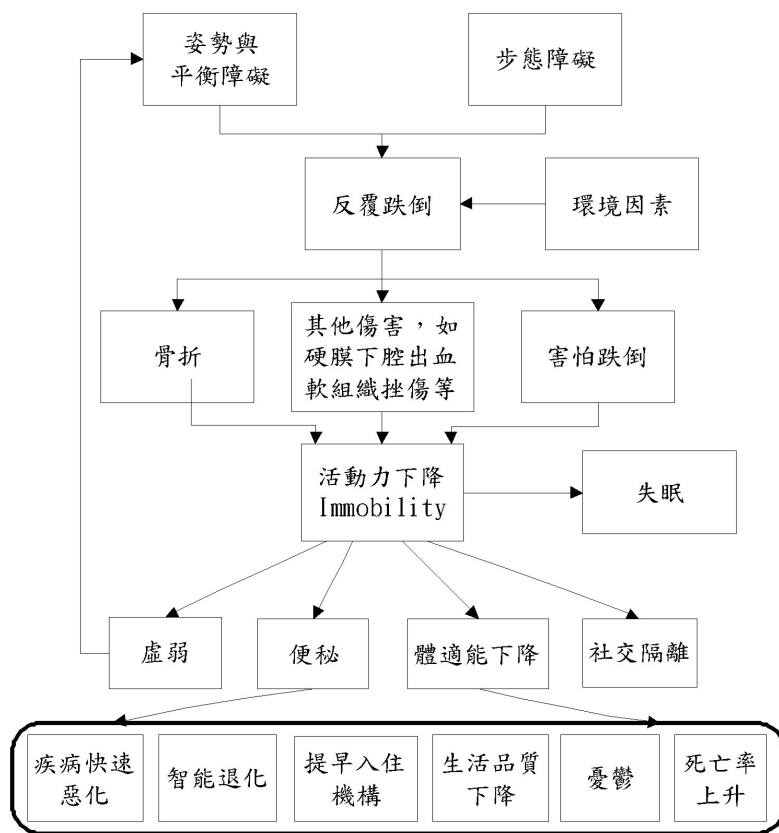 姿勢與
平衡障礙
步態障礙
反覆跌倒
環境因素
骨折
其他傷害，如
硬膜下腔出血
軟組織挫傷等
害怕跌倒
活動力下降
Immobility
失眠
虛弱
便秘
體適能下降
社交隔離
疾病快速
惡化
智能退化
提早入住
機構
生活品質
下降
憂鬱
死亡率
上升